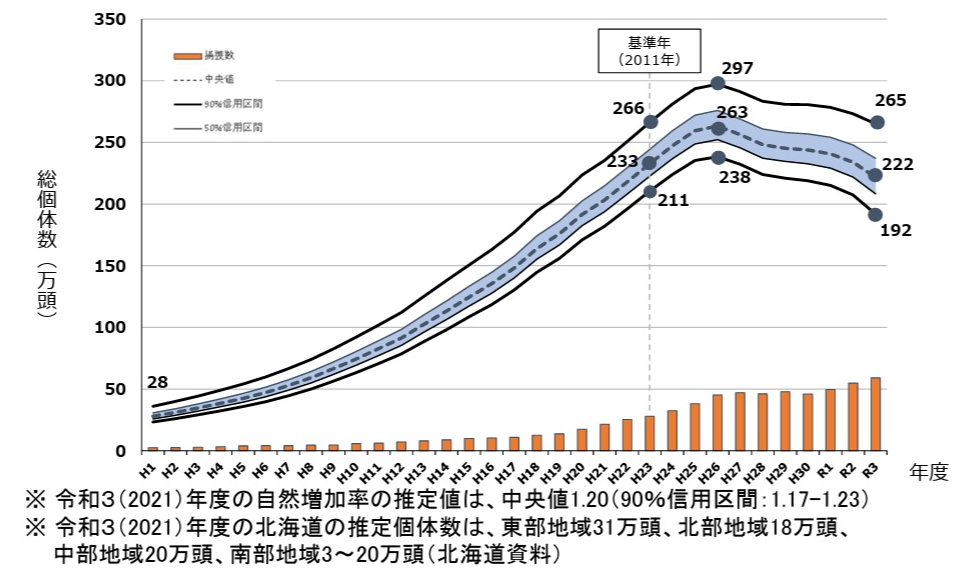 350
300
250
200
150
100
50
0
総個体数（万頭）
捕獲数
中央値
90%信用区間
50%信用区間
基準年
（2011年）
297
266
263
265
233
238
222
211
192
28
H1 H2 H3 H4 H5 H6 H7 H8 H9 H10 H11 H12 H13 H14 H15 H16 H17 H18 H19 H20 H21 H22 H23 H24 H25 H26 H27 H28 H29 H30 R1 R2 R3
年度
※ 令和３(2021)年度の自然増加率の推定値は、中央値1.20(90%信用区間：1.17-1.23)
※ 令和３(2021)年度の北海道の推定個体数は、東部地域31万頭、北部地域18万頭、
中部地域20万頭、南部地域3～20万頭(北海道資料)